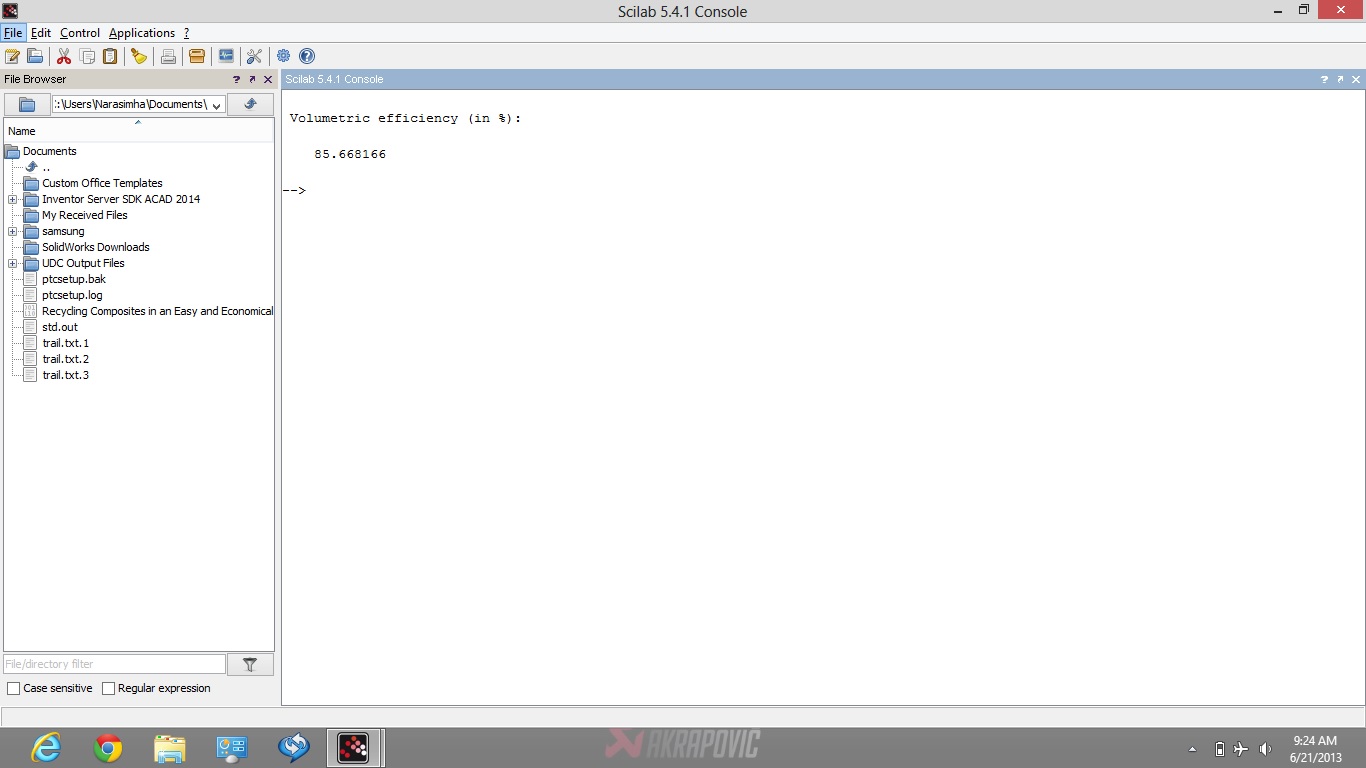 Scilab 5.4.1 Console
File Edit Control Applications ?
File Browser
Scilab 5.4.1 Console
:\Users\Narasimha\Documents\
Name
Documents
..
Custom Office Templates
Inventor Server SDK ACAD 2014
My Received Files
samsung
SolidWorks Downloads
UDC Output Files
ptcsetup.bak
ptcsetup.log
Recycling Composites in an Easy and Economical
std.out
trail.txt.1
trail.txt.2
trail.txt.3
Volumetric efficiency (in %):
85.668166
-->
File/directory filter
Case sensitive Regular expression
AKRAPOVIC
9:24 AM
6/21/2013